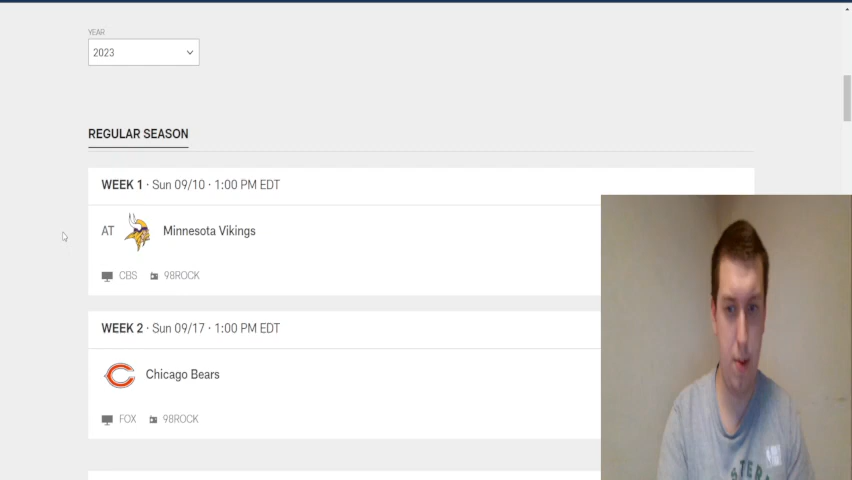 YEAR
2023
REGULAR SEASON
WEEK 1 · Sun 09/10 · 1:00 PM EDT
AT Minnesota Vikings
CBS 98ROCK
WEEK 2 · Sun 09/17 · 1:00 PM EDT
Chicago Bears
FOX 98ROCK